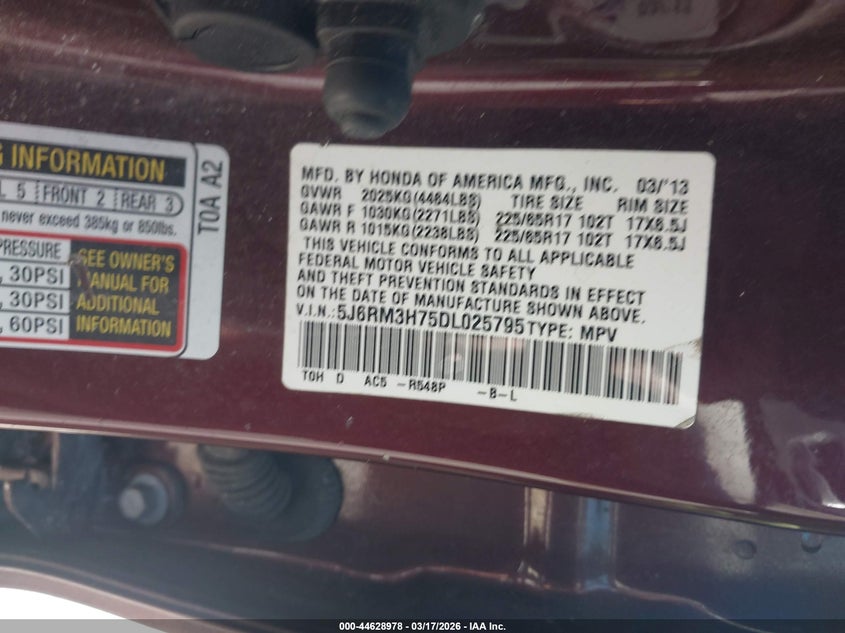 G INFORMATION
L 5 FRONT 2 REAR 3
never exceed 385kg or 850lbs.
PRESSURE
, 30PSI
, 30PSI
, 60PSI
SEE OWNER'S
MANUAL FOR
ADDITIONAL
INFORMATION
TOA A2
MFD. BY HONDA OF AMERICA MFG., INC. 03/'13
GVWR 2025KG(4464LBS) TIRE SIZE RIM SIZE
GAWR F 1030KG(2271LBS) 225/65R17 102T 17X6.5J
GAWR R 1015KG(2238LBS) 225/65R17 102T 17X6.5J
THIS VEHICLE CONFORMS TO ALL APPLICABLE
FEDERAL MOTOR VEHICLE SAFETY
AND THEFT PREVENTION STANDARDS IN EFFECT
ON THE DATE OF MANUFACTURE SHOWN ABOVE.
V.I.N: 5J6RM3H75DL025795 TYPE: MPV
TOH D AC5 -R548P -B-L
000-44628978 | 03/17/2026 - IAA Inc.